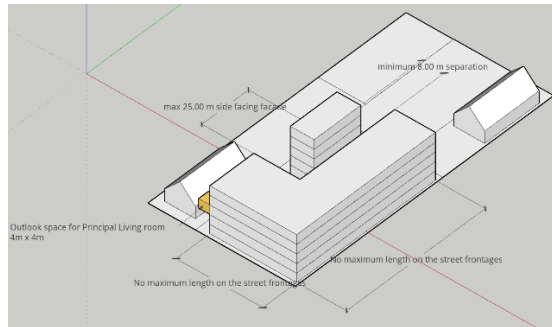 minimum 8.00 m separation
max 25.00 m side facing facade
Outlook space for Principal Living room
4m x 4m
No maximum length on the street frontages
No maximum length on the street frontages